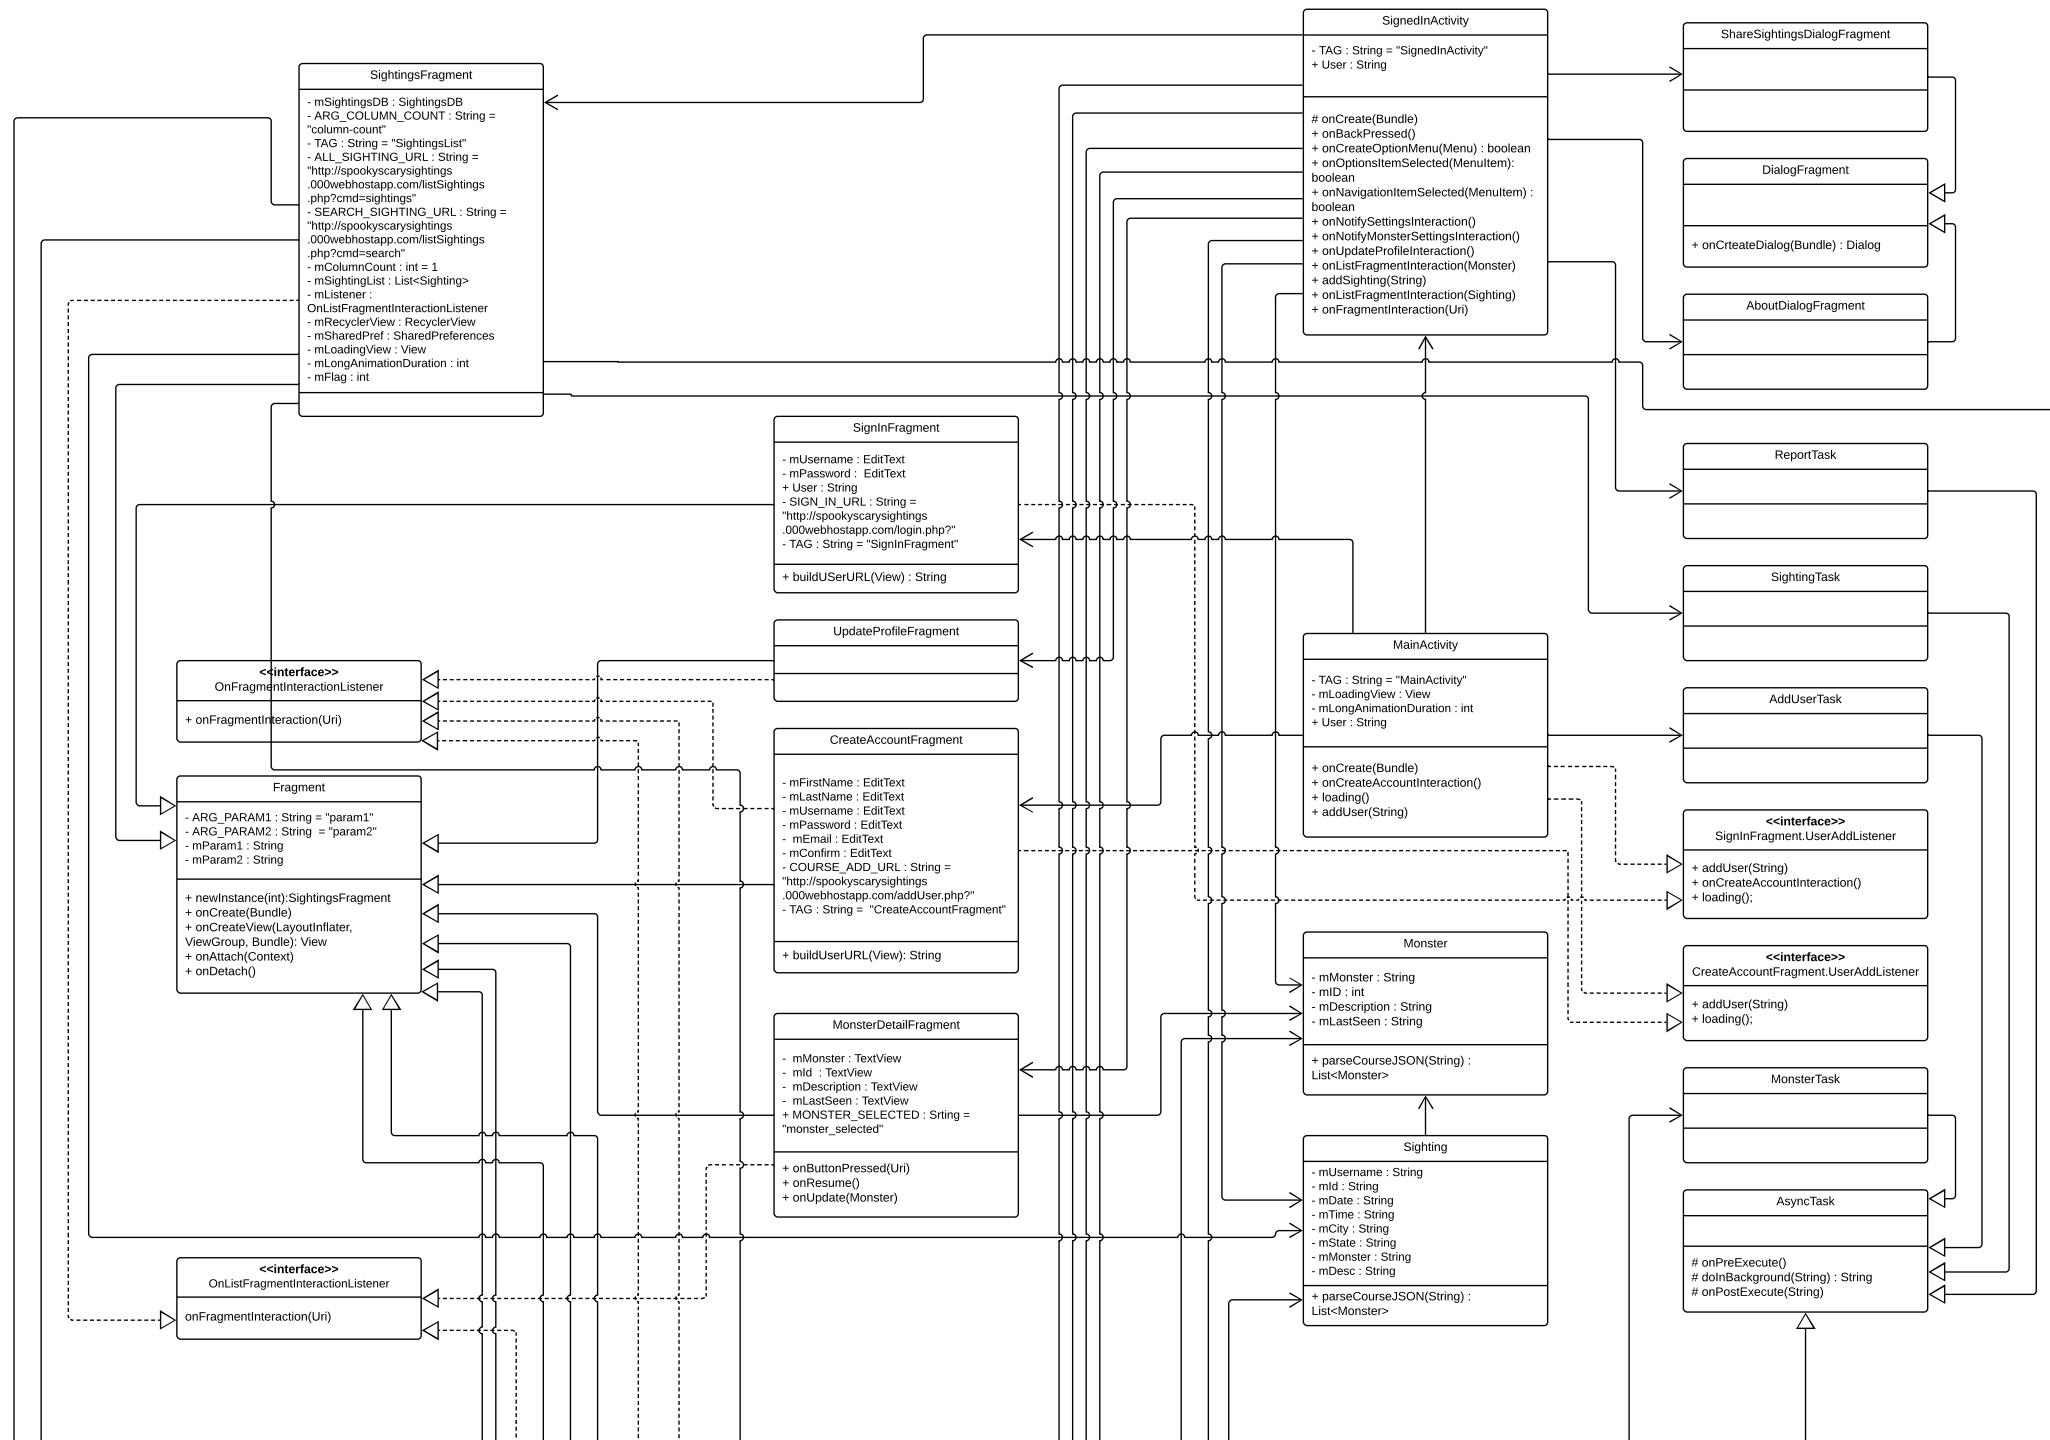 SightingsFragment
- mSightingsDB : SightingsDB
- ARG_COLUMN_COUNT : String =
"column-count"
- TAG : String = "SightingsList"
- ALL_SIGHTING_URL : String =
"http://spookyscarysightings
.000webhostapp.com/listSightings
.php?cmd=sightings"
- SEARCH_SIGHTING_URL : String =
"http://spookyscarysightings
.000webhostapp.com/listSightings
.php?cmd=search"
- mColumnCount : int = 1
- mSightingList : List<Sighting>
- mListener :
OnListFragmentInteractionListener
- mRecyclerView : RecyclerView
- mSharedPref : SharedPreferences
- mLoadingView : View
- mLongAnimationDuration : int
- mFlag : int
<<interface>>
OnFragmentInteractionListener
+ onFragmentInteraction(Uri)
Fragment
- ARG_PARAM1 : String = "param1"
- ARG_PARAM2 : String  = "param2"
- mParam1 : String
- mParam2 : String
+ newInstance(int):SightingsFragment
+ onCreate(Bundle)
+ onCreateView(LayoutInflater,
ViewGroup, Bundle): View
+ onAttach(Context)
+ onDetach()
<<interface>>
OnListFragmentInteractionListener
onFragmentInteraction(Uri)
SignInFragment
- mUsername : EditText
- mPassword :  EditText
+ User : String
- SIGN_IN_URL : String =
"http://spookyscarysightings
.000webhostapp.com/login.php?"
- TAG : String = "SignInFragment"
+ buildUSerURL(View) : String
UpdateProfileFragment
CreateAccountFragment
- mFirstName : EditText
- mLastName : EditText
- mUsername : EditText
- mPassword : EditText
-  mEmail : EditText
- mConfirm : EditText
- COURSE_ADD_URL : String =
"http://spookyscarysightings
.000webhostapp.com/addUser.php?"
- TAG : String =  "CreateAccountFragment"
+ buildUserURL(View): String
MonsterDetailFragment
-  mMonster : TextView
-  mId  : TextView
-  mDescription : TextView
-  mLastSeen : TextView
+ MONSTER_SELECTED : Srting =
"monster_selected"
+ onButtonPressed(Uri)
+ onResume()
+ onUpdate(Monster)
SignedInActivity
- TAG : String = "SignedInActivity"
+ User : String
# onCreate(Bundle)
+ onBackPressed()
+ onCreateOptionMenu(Menu) : boolean
+ onOptionsItemSelected(MenuItem):
boolean
+ onNavigationItemSelected(MenuItem) :
boolean
+ onNotifySettingsInteraction()
+ onNotifyMonsterSettingsInteraction()
+ onUpdateProfileInteraction()
+ onListFragmentInteraction(Monster)
+ addSighting(String)
+ onListFragmentInteraction(Sighting)
+ onFragmentInteraction(Uri)
MainActivity
- TAG : String = "MainActivity"
- mLoadingView : View
- mLongAnimationDuration : int
+ User : String
+ onCreate(Bundle)
+ onCreateAccountInteraction()
+ loading()
+ addUser(String)
Monster
- mMonster : String
- mID : int
- mDescription : String
- mLastSeen : String
+ parseCourseJSON(String) :
List<Monster>
Sighting
- mUsername : String
- mId : String
- mDate : String
- mTime : String
- mCity : String
- mState : String
- mMonster : String
- mDesc : String
+ parseCourseJSON(String) :
List<Monster>
ShareSightingsDialogFragment
DialogFragment
+ onCrteateDialog(Bundle) : Dialog
AboutDialogFragment
ReportTask
SightingTask
AddUserTask
<<interface>>
SignInFragment.UserAddListener
+ addUser(String)
+ onCreateAccountInteraction()
+ loading();
<<interface>>
CreateAccountFragment.UserAddListener
+ addUser(String)
+ loading();
MonsterTask
AsyncTask
# onPreExecute()
# doInBackground(String) : String
# onPostExecute(String)